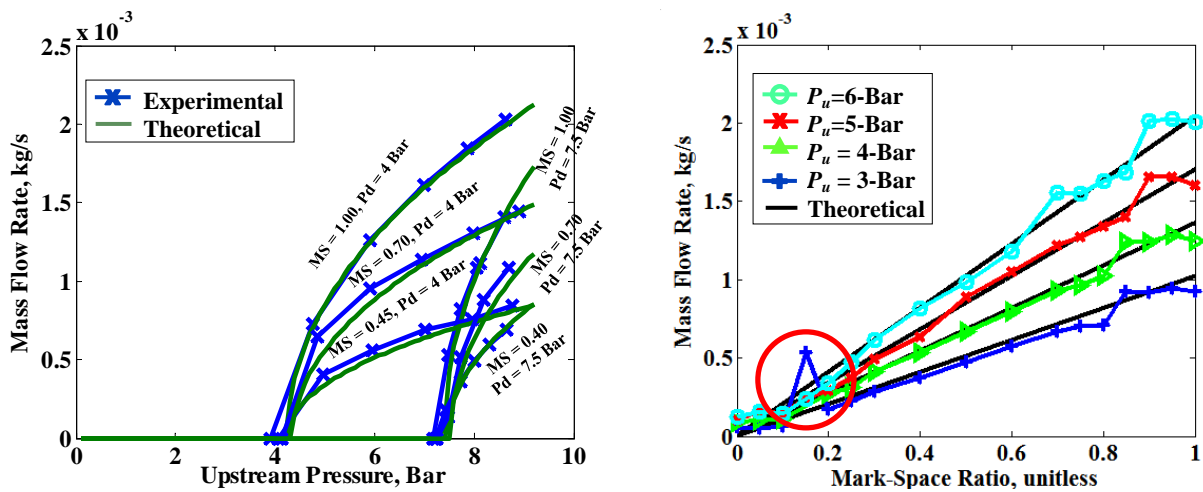 x 10-3
2.5
2
1.5
1
0.5
0
Mass Flow Rate, kg/s
Experimental
Theoretical
MS = 1.00, Pd = 4 Bar
MS = 0.70, Pd = 4 Bar
MS = 0.45, Pd = 4 Bar
MS = 1.00
Pd = 7.5 Bar
MS = 0.70
Pd = 7.5 Bar
MS = 0.40
Pd = 7.5 Bar
0 2 4 6 8 10
Upstream Pressure, Bar
x 10-3
2.5
2
1.5
1
0.5
0
Mass Flow Rate, kg/s
Pu=6-Bar
Pu=5-Bar
Pu = 4-Bar
Pu = 3-Bar
Theoretical
0 0.2 0.4 0.6 0.8 1
Mark-Space Ratio, unitless